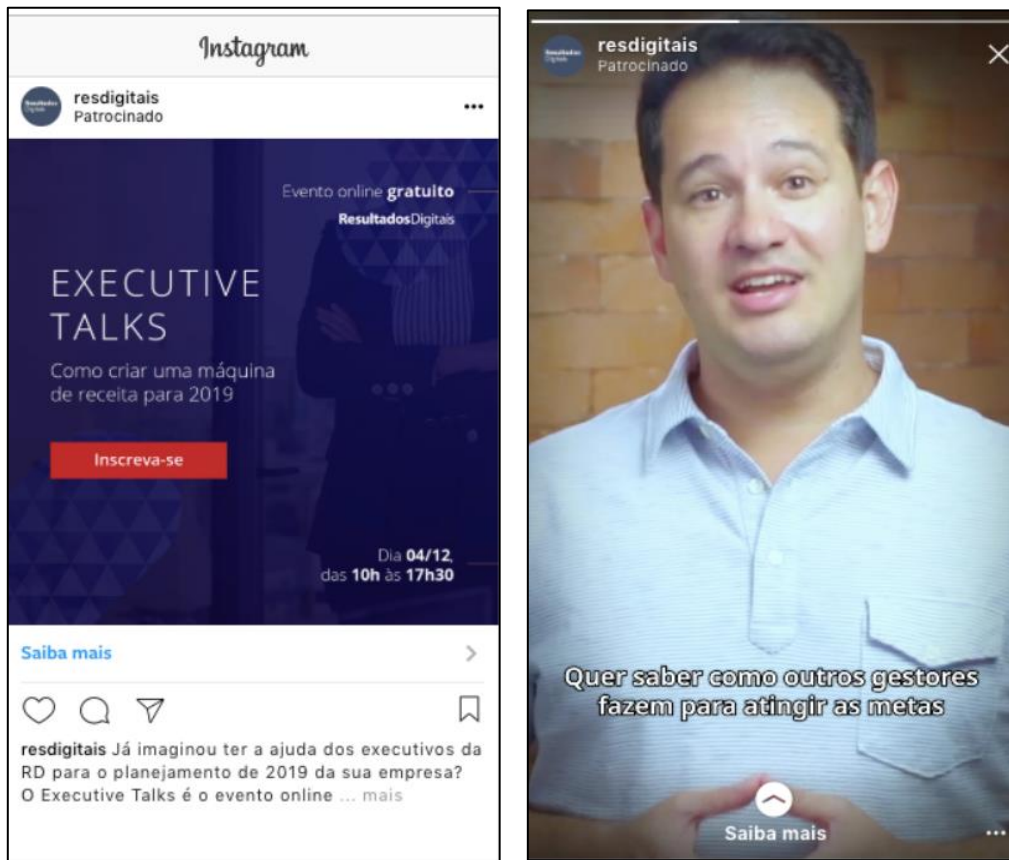 Instagram
resdigitais
Patrocinado
Evento online gratuito
ResultadosDigitais
EXECUTIVE
TALKS
Como criar uma máquina
de receita para 2019
Inscreva-se
Dia 04/12,
das 10h às 17h30
Saiba mais
resdigitais Já imaginou ter a ajuda dos executivos da
RD para o planejamento de 2019 da sua empresa?
O Executive Talks é o evento online ... mais
resdigitais
Patrocinado
Quer saber como outros gestores
fazem para atingir as metas
Saiba mais